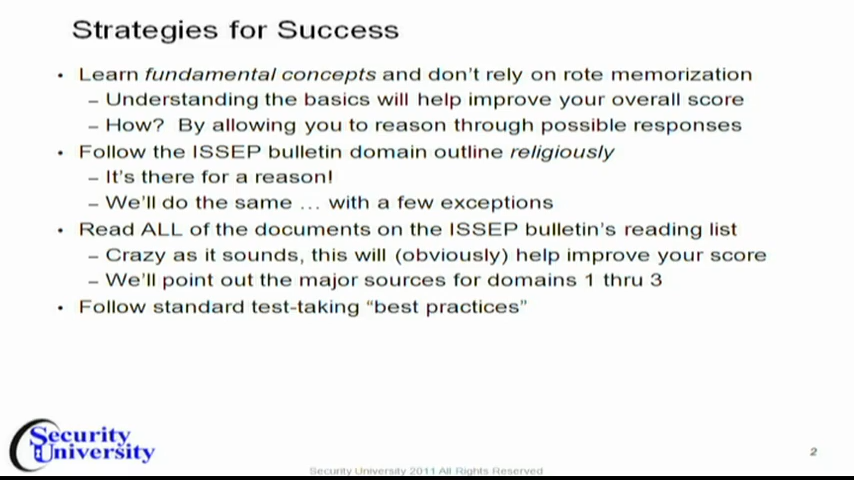 Strategies for Success
• Learn fundamental concepts and don't rely on rote memorization
– Understanding the basics will help improve your overall score
– How? By allowing you to reason through possible responses
• Follow the ISSEP bulletin domain outline religiously
– It's there for a reason!
– We'll do the same … with a few exceptions
• Read ALL of the documents on the ISSEP bulletin's reading list
– Crazy as it sounds, this will (obviously) help improve your score
– We'll point out the major sources for domains 1 thru 3
• Follow standard test-taking “best practices”
Security
University
2
Security University 2011 All Rights Reserved